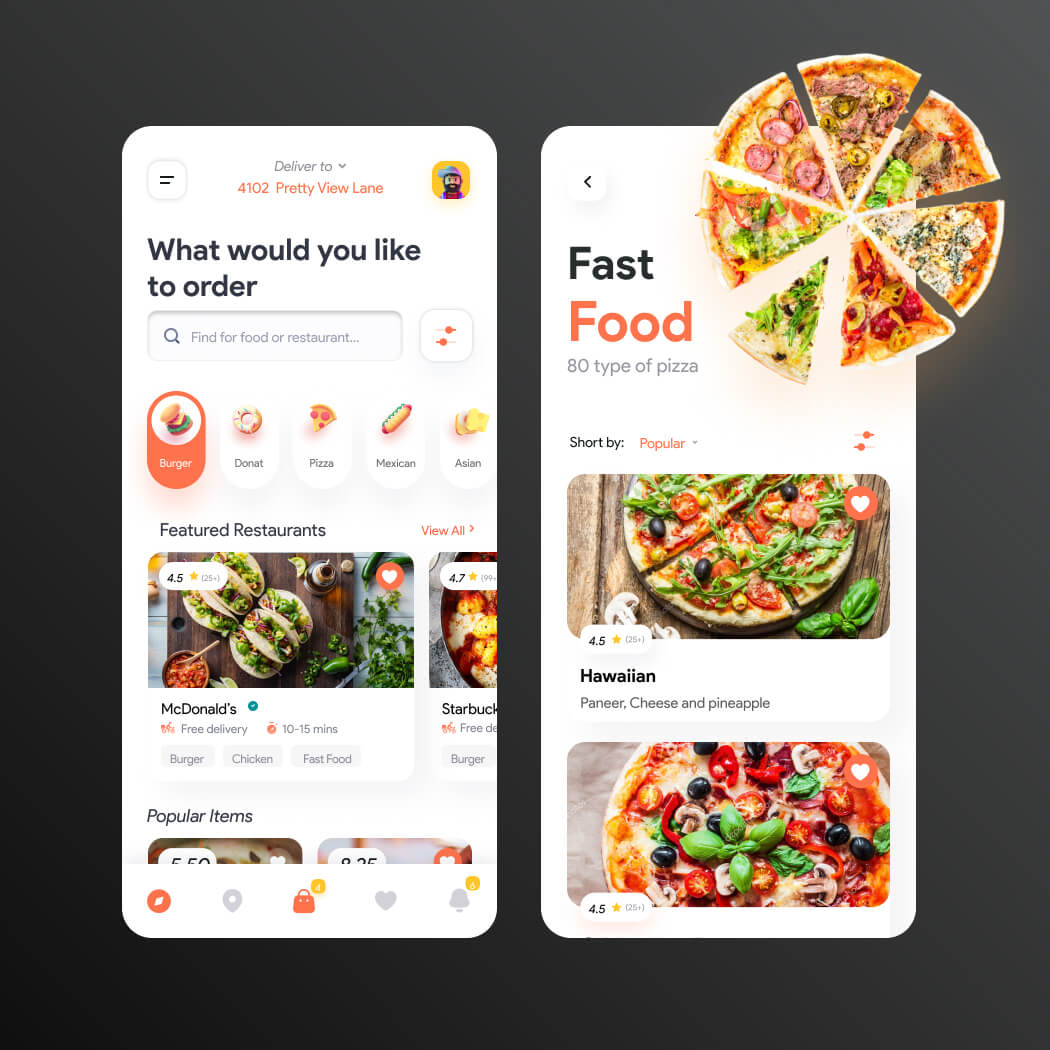 Deliver to
4102 Pretty View Lane
What would you like
to order
Find for food or restaurant...
Burger
Donat
Pizza
Mexican
Asian
Featured Restaurants
View All
4.5 (25+)
4.7 (99+
McDonald's
Free delivery
10-15 mins
Burger
Chicken
Fast Food
Starbuck
Free de
Burger
Popular Items
5.50
8.25
4
6
Fast
Food
80 type of pizza
Short by:
Popular
4.5 (25+)
Hawaiian
Paneer, Cheese and pineapple
4.5 (25+)